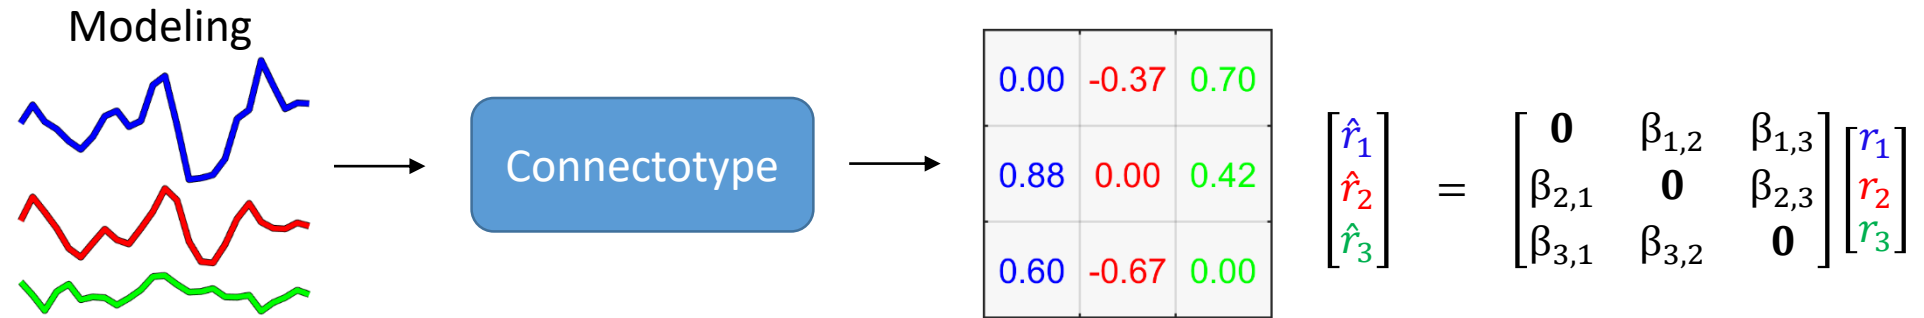 Modeling
Connectotype
0.00 -0.37 0.70
0.88 0.00 0.42
0.60 -0.67 0.00
r̂₁
r̂₂
r̂₃
=
0 β₁,₂ β₁,₃
β₂,₁ 0 β₂,₃
β₃,₁ β₃,₂ 0
r₁
r₂
r₃